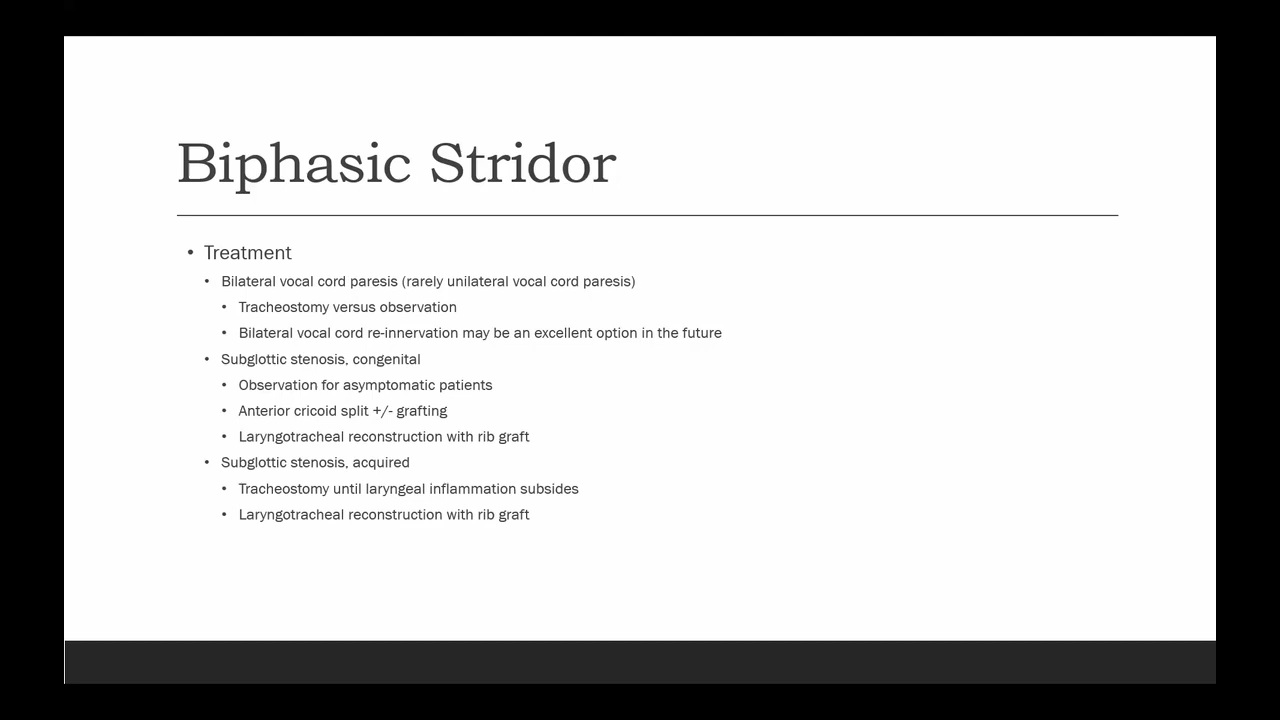 Biphasic Stridor
• Treatment
• Bilateral vocal cord paresis (rarely unilateral vocal cord paresis)
• Tracheostomy versus observation
• Bilateral vocal cord re-innervation may be an excellent option in the future
• Subglottic stenosis, congenital
• Observation for asymptomatic patients
• Anterior cricoid split +/- grafting
• Laryngotracheal reconstruction with rib graft
• Subglottic stenosis, acquired
• Tracheostomy until laryngeal inflammation subsides
• Laryngotracheal reconstruction with rib graft